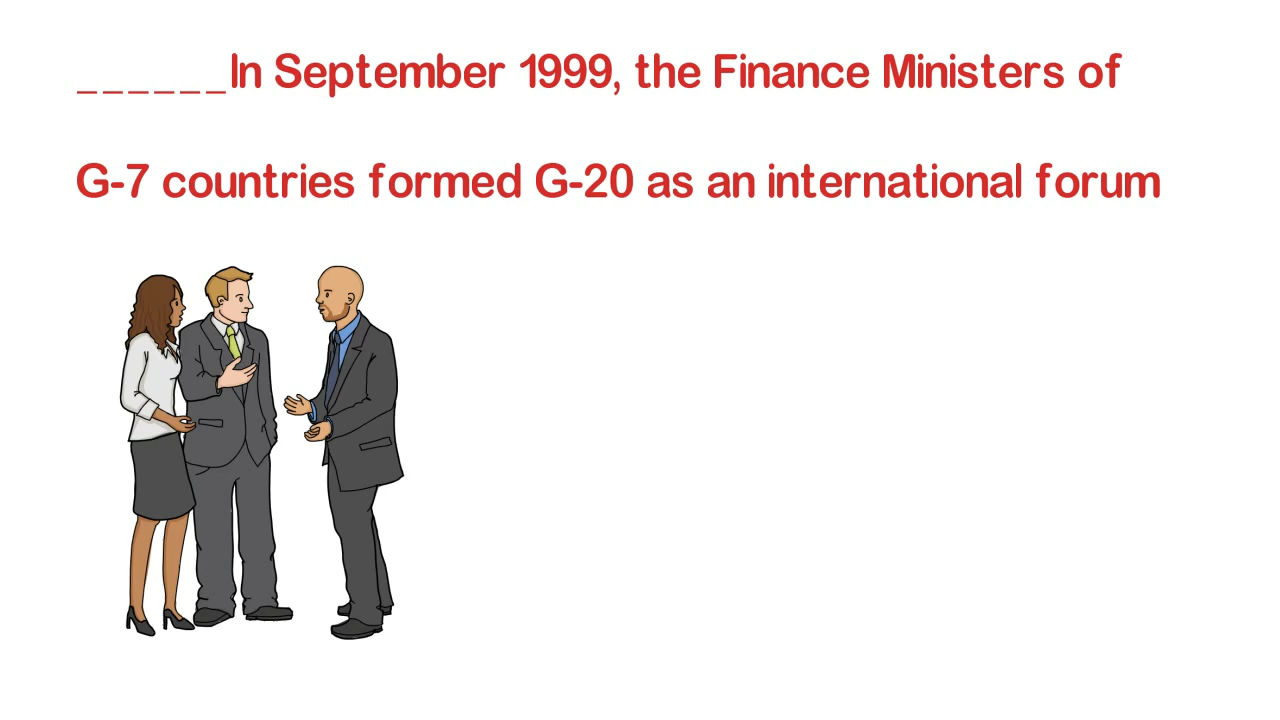 ______In September 1999, the Finance Ministers of
G-7 countries formed G-20 as an international forum